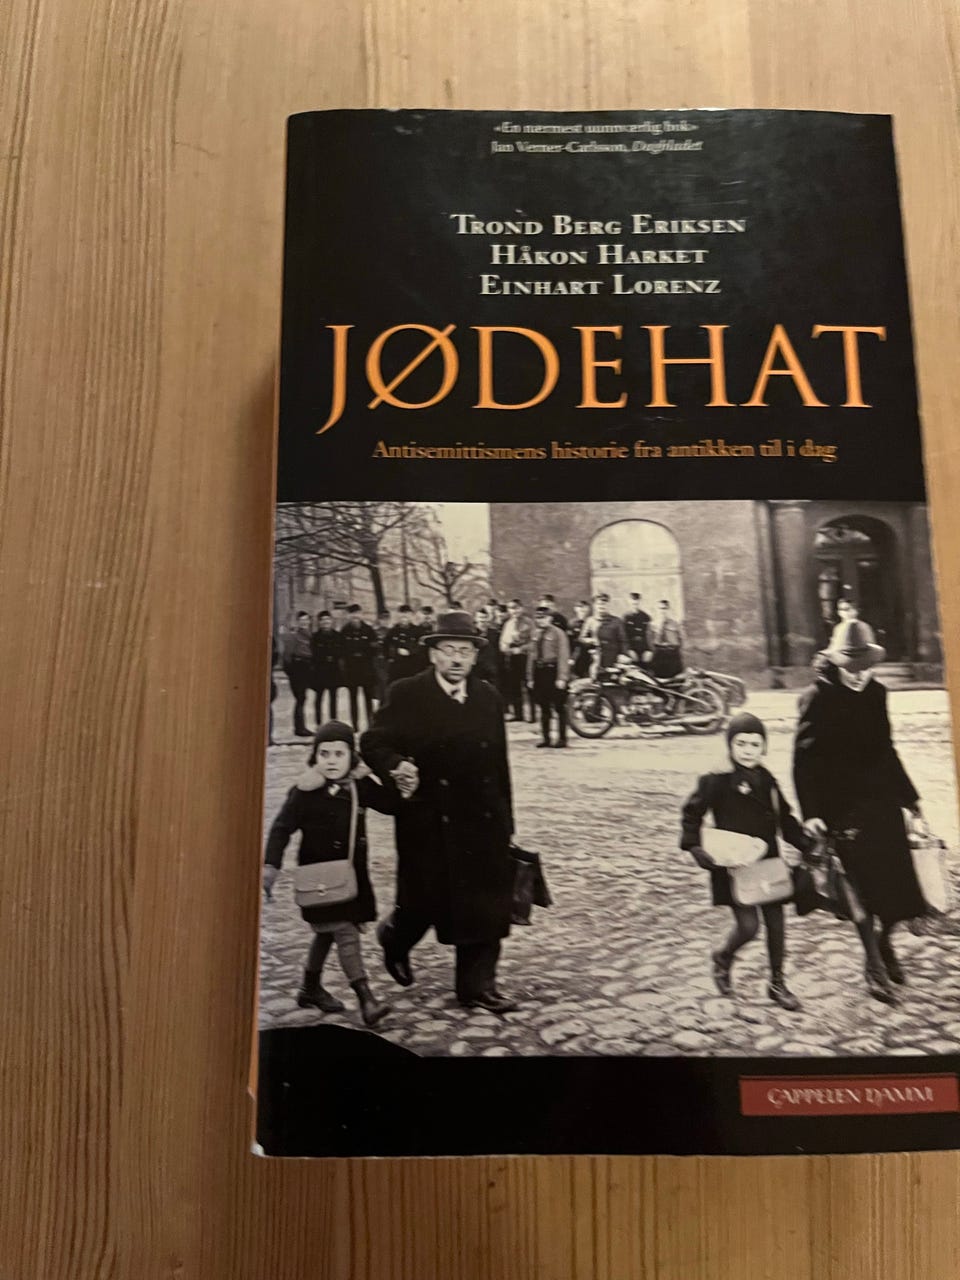 «En nærmest uunnværlig bok»
Jan Verner-Carlsson, Dagbladet
TROND BERG ERIKSEN
HÅKON HARKET
EINHART LORENZ
JØDEHAT
Antisemittismens historie fra antikken til i dag
CAPPELEN DAMM